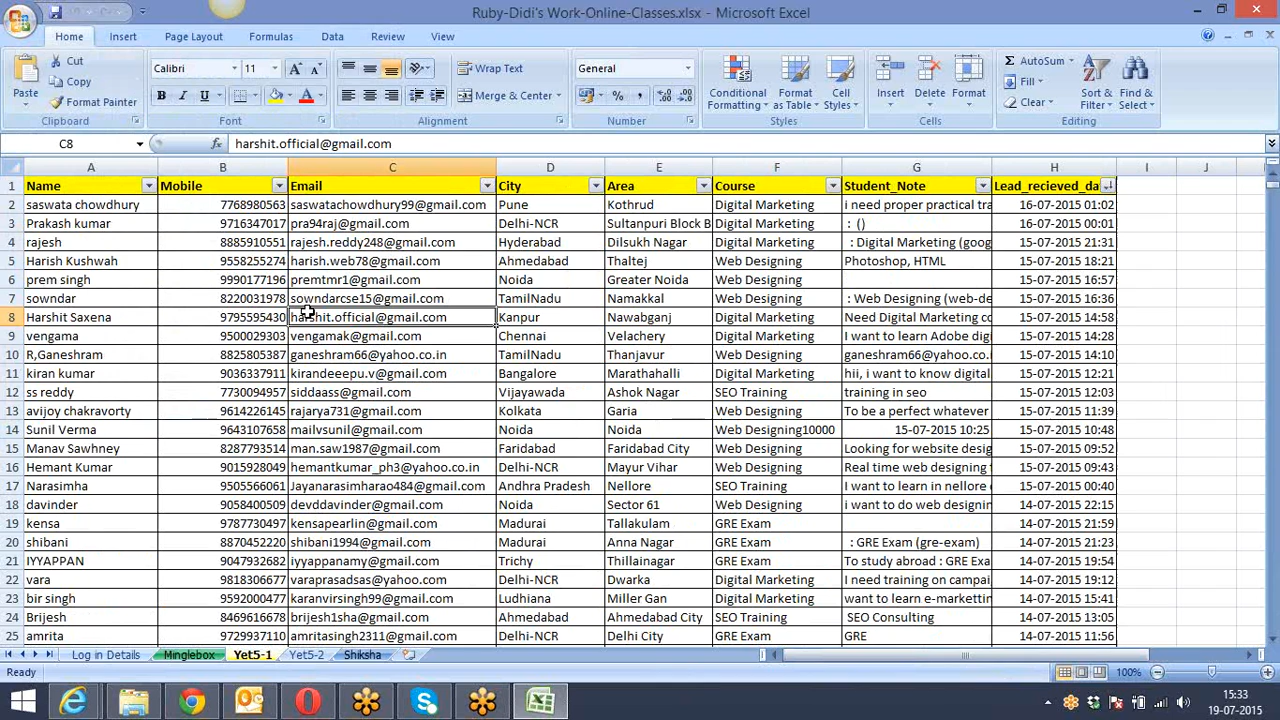 Ruby-Didi's Work-Online-Classes.xlsx - Microsoft Excel
Home Insert Page Layout Formulas Data Review View
Paste Cut Copy Format Painter Clipboard
Calibri 11 B I U Font
Wrap Text Merge & Center Alignment
General % , Number
Conditional Formatting Format as Table Cell Styles Styles
Insert Delete Format Cells
AutoSum Fill Clear Sort & Filter Find & Select Editing
C8 fx harshit.official@gmail.com
A B C D E F G H I J
1 Name Mobile Email City Area Course Student_Note Lead_recieved_da
2 saswata chowdhury 7768980563 saswatachowdhury99@gmail.com Pune Kothrud Digital Marketing i need proper practical tra 16-07-2015 01:02
3 Prakash kumar 9716347017 pra94raj@gmail.com Delhi-NCR Sultanpuri Block B Digital Marketing : () 16-07-2015 00:01
4 rajesh 8885910551 rajesh.reddy248@gmail.com Hyderabad Dilsukh Nagar Digital Marketing : Digital Marketing (goog 15-07-2015 21:31
5 Harish Kushwah 9558255274 harish.web78@gmail.com Ahmedabad Thaltej Web Designing Photoshop, HTML 15-07-2015 18:21
6 prem singh 9990177196 premtmr1@gmail.com Noida Greater Noida Web Designing 15-07-2015 16:57
7 sowndar 8220031978 sowndarcse15@gmail.com TamilNadu Namakkal Web Designing : Web Designing (web-de 15-07-2015 16:36
8 Harshit Saxena 9795595430 harshit.official@gmail.com Kanpur Nawabganj Digital Marketing Need Digital Marketing co 15-07-2015 14:58
9 vengama 9500029303 vengamak@gmail.com Chennai Velachery Digital Marketing I want to learn Adobe dig 15-07-2015 14:28
10 R,Ganeshram 8825805387 ganeshram66@yahoo.co.in TamilNadu Thanjavur Web Designing ganeshram66@yahoo.co.i 15-07-2015 14:10
11 kiran kumar 9036337911 kirandeeepu.v@gmail.com Bangalore Marathahalli Digital Marketing hii, i want to know digital 15-07-2015 12:21
12 ss reddy 7730094957 siddaass@gmail.com Vijayawada Ashok Nagar SEO Training training in seo 15-07-2015 12:03
13 avijoy chakravorty 9614226145 rajarya731@gmail.com Kolkata Garia Web Designing To be a perfect whatever 15-07-2015 11:39
14 Sunil Verma 9643107658 mailvsunil@gmail.com Noida Noida Web Designing10000 15-07-2015 10:25 15-07-2015 10:48
15 Manav Sawhney 8287793514 man.saw1987@gmail.com Faridabad Faridabad City Web Designing Looking for website desig 15-07-2015 09:52
16 Hemant Kumar 9015928049 hemantkumar_ph3@yahoo.co.in Delhi-NCR Mayur Vihar Web Designing Real time web designing t 15-07-2015 09:43
17 Narasimha 9505566061 Jayanarasimharao484@gmail.com Andhra Pradesh Nellore SEO Training I want to learn in nellore 15-07-2015 00:40
18 davinder 9058400509 devddavinder@gmail.com Noida Sector 61 Web Designing i want to do web designing 14-07-2015 22:15
19 kensa 9787730497 kensapearlin@gmail.com Madurai Tallakulam GRE Exam 14-07-2015 21:59
20 shibani 8870452220 shibani1994@gmail.com Madurai Anna Nagar GRE Exam : GRE Exam (gre-exam) 14-07-2015 21:23
21 IYYAPPAN 9047932682 iyyappanamy@gmail.com Trichy Thillainagar GRE Exam To study abroad : GRE Exa 14-07-2015 19:54
22 vara 9818306677 varaprasadsas@yahoo.com Delhi-NCR Dwarka Digital Marketing I need training on campai 14-07-2015 19:12
23 bir singh 9592000477 karanvirsingh99@gmail.com Ludhiana Miller Gan Digital Marketing want to learn e-marketting 14-07-2015 15:41
24 Brijesh 8469616678 brijesh1sha@gmail.com Ahmedabad Ahmedabad City SEO Training SEO Consulting 14-07-2015 13:05
25 amrita 9729937110 amritasingh2311@gmail.com Delhi-NCR Delhi City GRE Exam GRE 14-07-2015 11:56
Log in Details Minglebox Yet5-1 Yet5-2 Shiksha
Ready 100%
15:33
19-07-2015